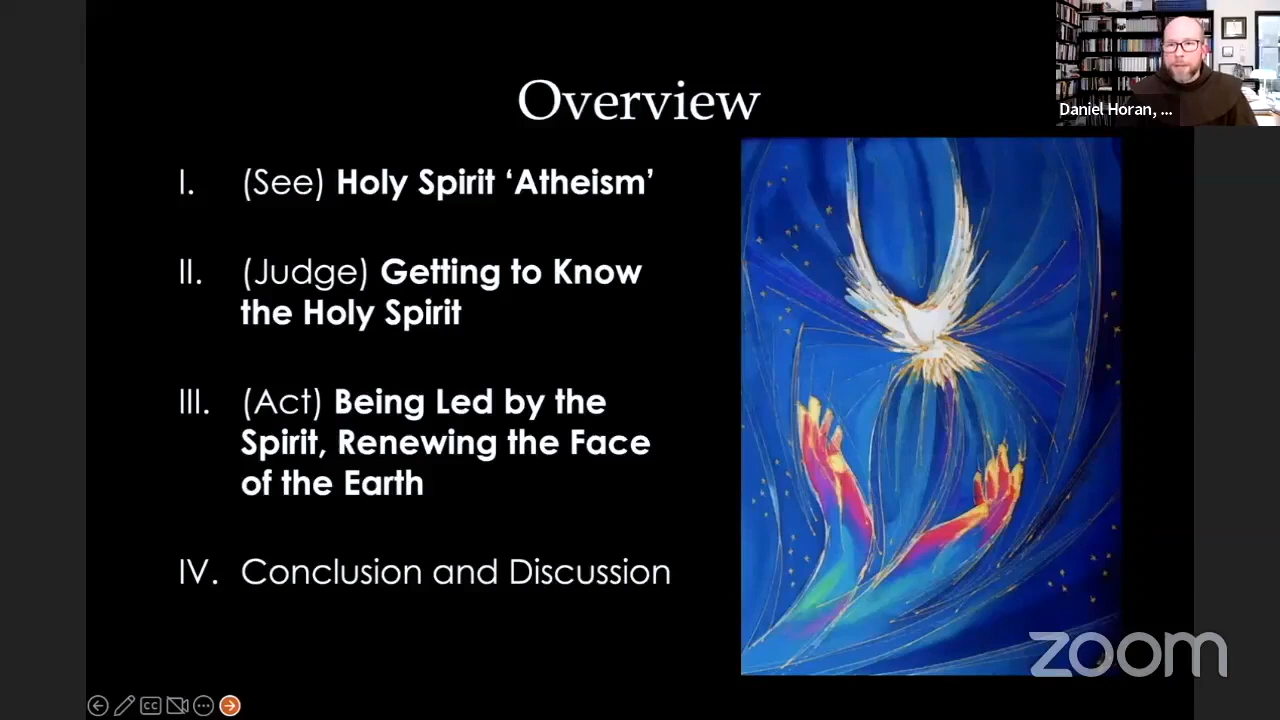 Overview
I. (See) Holy Spirit ‘Atheism’
II. (Judge) Getting to Know
the Holy Spirit
III. (Act) Being Led by the
Spirit, Renewing the Face
of the Earth
IV. Conclusion and Discussion
Daniel Horan, ...
CC
zoom